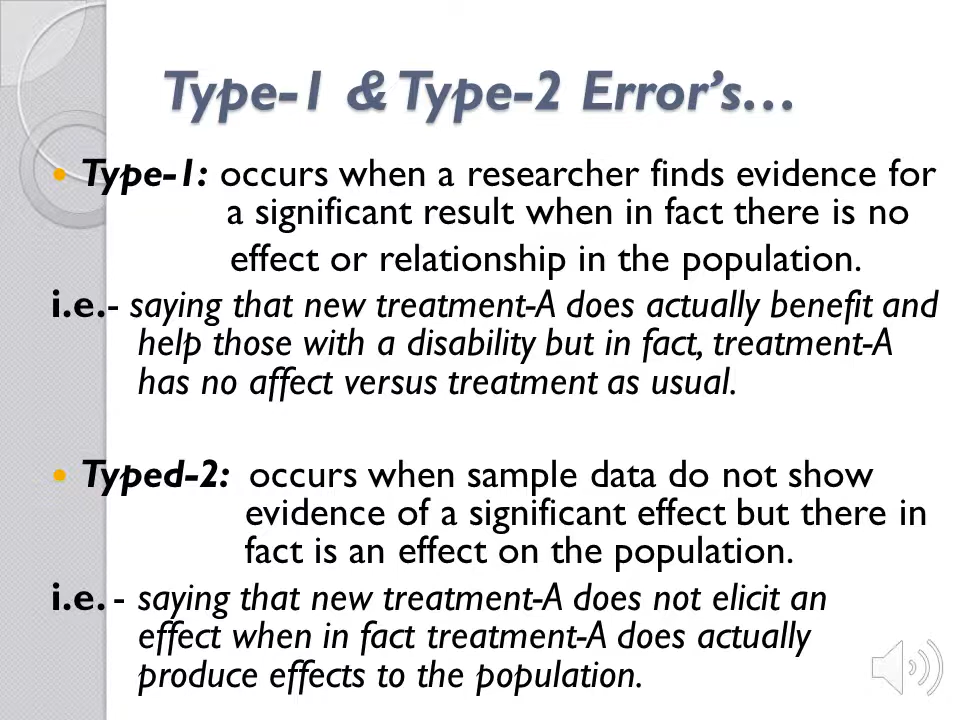 Type-1 & Type-2 Error’s…
• Type-1: occurs when a researcher finds evidence for
a significant result when in fact there is no
effect or relationship in the population.
i.e.- saying that new treatment-A does actually benefit and
help those with a disability but in fact, treatment-A
has no affect versus treatment as usual.
• Typed-2: occurs when sample data do not show
evidence of a significant effect but there in
fact is an effect on the population.
i.e. - saying that new treatment-A does not elicit an
effect when in fact treatment-A does actually
produce effects to the population.